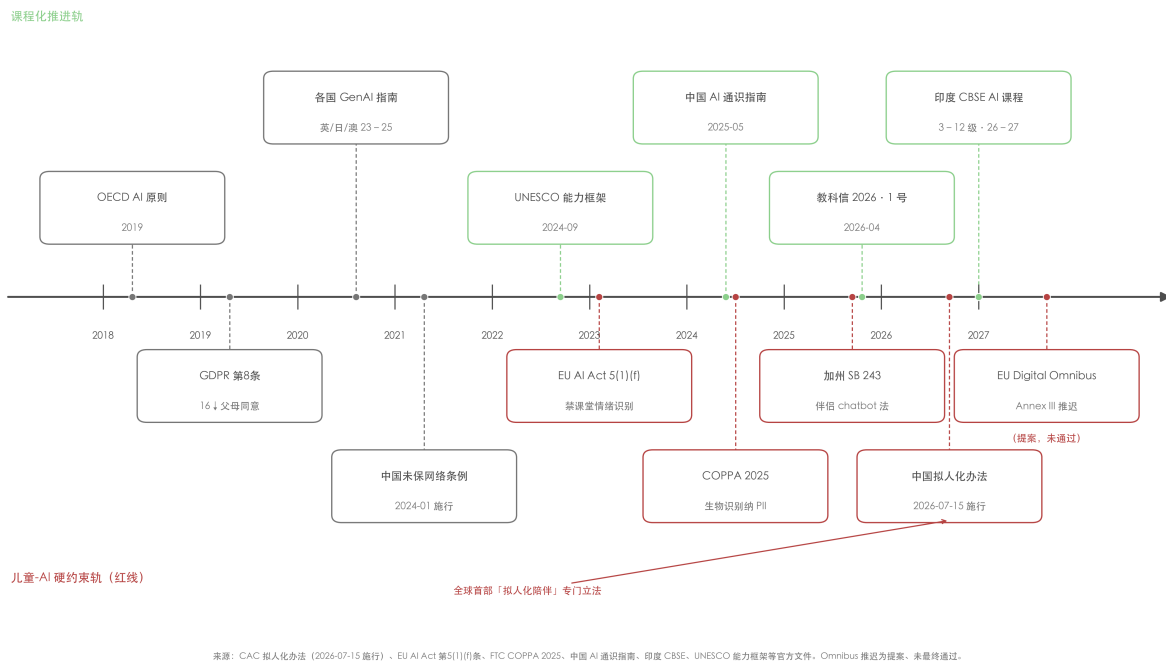 课程化推进轨
各国 GenAI 指南
英/日/澳 23 – 25
中国 AI 通识指南
2025-05
印度 CBSE AI 课程
3 – 12 级 · 26 – 27
OECD AI 原则
2019
UNESCO 能力框架
2024-09
教科信 2026 · 1 号
2026-04
2018
2019
2020
2021
2022
2023
2024
2025
2026
2027
GDPR 第8条
16↓父母同意
EU AI Act 5(1)(f)
禁课堂情绪识别
加州 SB 243
伴侣 chatbot 法
EU Digital Omnibus
Annex III 推迟
(提案，未通过)
中国未保网络条例
2024-01 施行
COPPA 2025
生物识别纳 PII
中国拟人化办法
2026-07-15 施行
儿童-AI 硬约束轨（红线）
全球首部「拟人化陪伴」专门立法
来源：CAC 拟人化办法（2026-07-15 施行）、EU AI Act 第5(1)(f)条、FTC COPPA 2025、中国 AI 通识指南、印度 CBSE、UNESCO 能力框架等官方文件。Omnibus 推迟为提案、未最终通过。